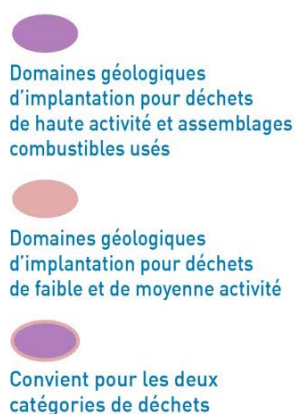 Domaines géologiques
d'implantation pour déchets
de haute activité et assemblages
combustibles usés
Domaines géologiques
d'implantation pour déchets
de faible et de moyenne activité
Convient pour les deux
catégories de déchets